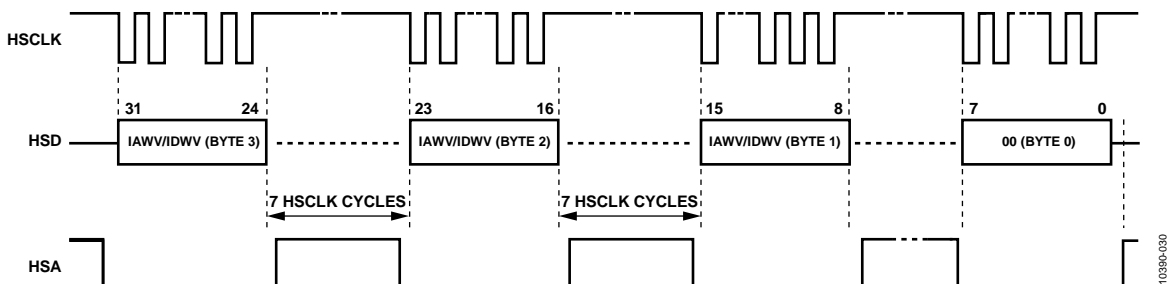 HSCLK
31 24 23 16 15 8 7 0
HSD IAWV/IDWV (BYTE 3) IAWV/IDWV (BYTE 2) IAWV/IDWV (BYTE 1) 00 (BYTE 0)
7 HSCLK CYCLES 7 HSCLK CYCLES
HSA
10390-030